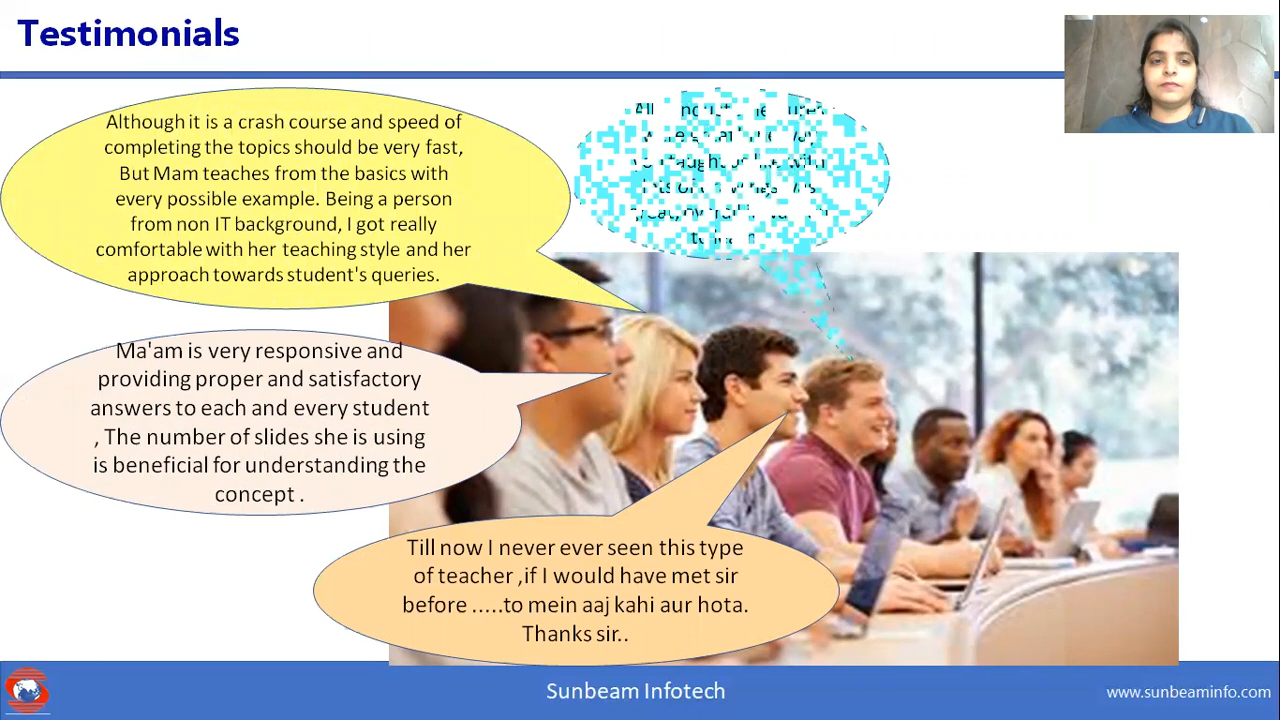 Testimonials
Although it is a crash course and speed of
completing the topics should be very fast,
But Mam teaches from the basics with
every possible example. Being a person
from non IT background, I got really
comfortable with her teaching style and her
approach towards student's queries.
All
Ma'am is very responsive and
providing proper and satisfactory
answers to each and every student
, The number of slides she is using
is beneficial for understanding the
concept .
Till now I never ever seen this type
of teacher ,if I would have met sir
before .....to mein aaj kahi aur hota.
Thanks sir..
Sunbeam Infotech
www.sunbeaminfo.com